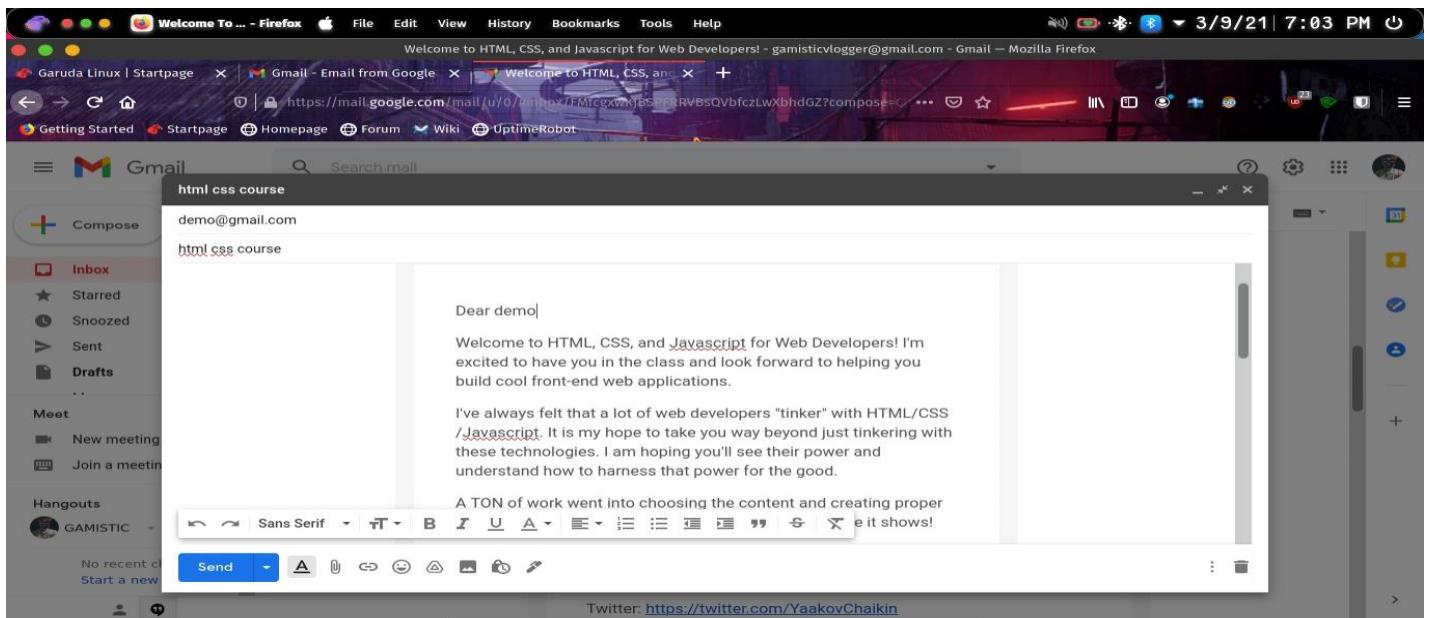 Welcome To ... - Firefox File Edit View History Bookmarks Tools Help 3/9/21 7:03 PM
Welcome to HTML, CSS, and Javascript for Web Developers! - gamisticvlogger@gmail.com - Gmail — Mozilla Firefox
Garuda Linux | Startpage Gmail - Email from Google Welcome to HTML, CSS, anc
https://mail.google.com/mail/u/0/ 23
Getting Started Startpage Homepage Forum Wiki UptimeRobot
Gmail Search mail
html css course
Compose
demo@gmail.com
html css course
Inbox
Starred
Snoozed
Sent
Drafts
Meet
New meeting
Join a meetin
Hangouts
GAMISTIC
No recent cl
Start a new
Dear demo
Welcome to HTML, CSS, and Javascript for Web Developers! I'm
excited to have you in the class and look forward to helping you
build cool front-end web applications.
I've always felt that a lot of web developers "tinker" with HTML/CSS
/Javascript. It is my hope to take you way beyond just tinkering with
these technologies. I am hoping you'll see their power and
understand how to harness that power for the good.
A TON of work went into choosing the content and creating proper
e it shows!
Sans Serif
Send
Twitter: https://twitter.com/YaakovChaikin